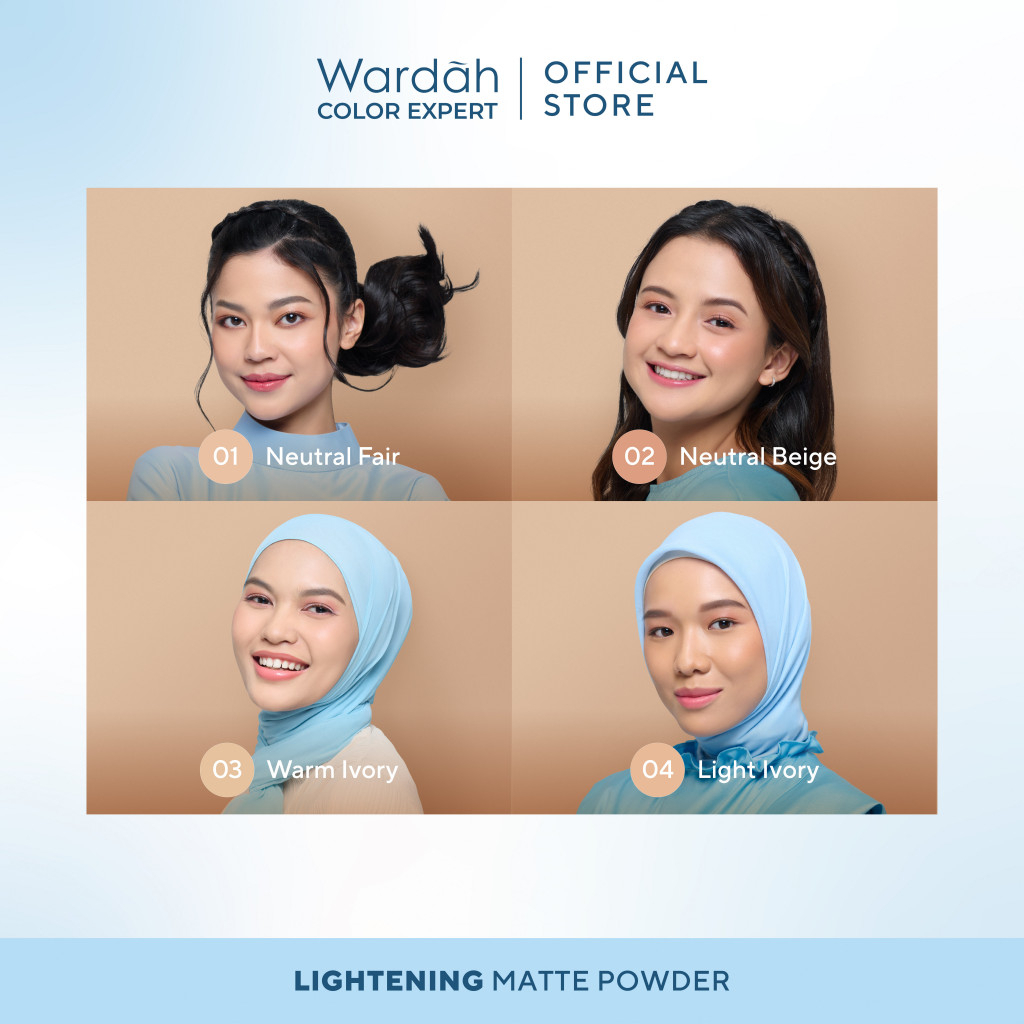 Wardãh
COLOR EXPERT
OFFICIAL
STORE
01 Neutral Fair
02 Neutral Beige
03 Warm Ivory
04 Light Ivory
LIGHTENING MATTE POWDER